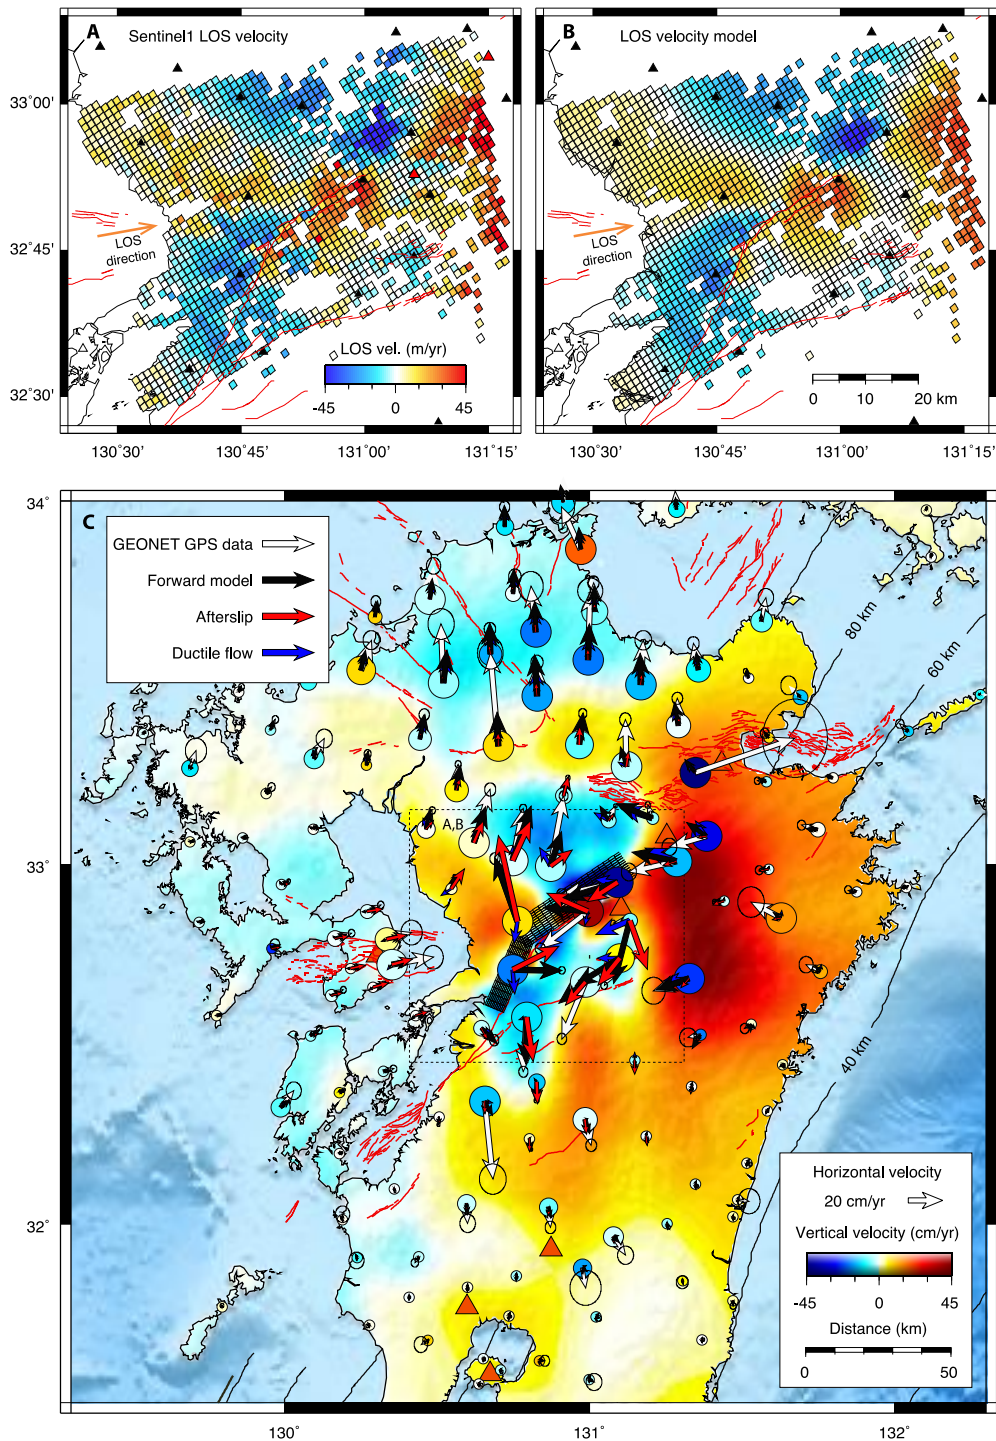 A
Sentinel1 LOS velocity
33°00'
32°45'
32°30'
LOS
direction
LOS vel. (m/yr)
-45
0
45
130°30'
130°45'
131°00'
131°15'
B
LOS velocity model
LOS
direction
0
10
20 km
130°30'
130°45'
131°00'
131°15'
34°
33°
32°
C
GEONET GPS data
Forward model
Afterslip
Ductile flow
80 km
60 km
40 km
A,B
Horizontal velocity
20 cm/yr
Vertical velocity (cm/yr)
-45
0
45
Distance (km)
0
50
130°
131°
132°